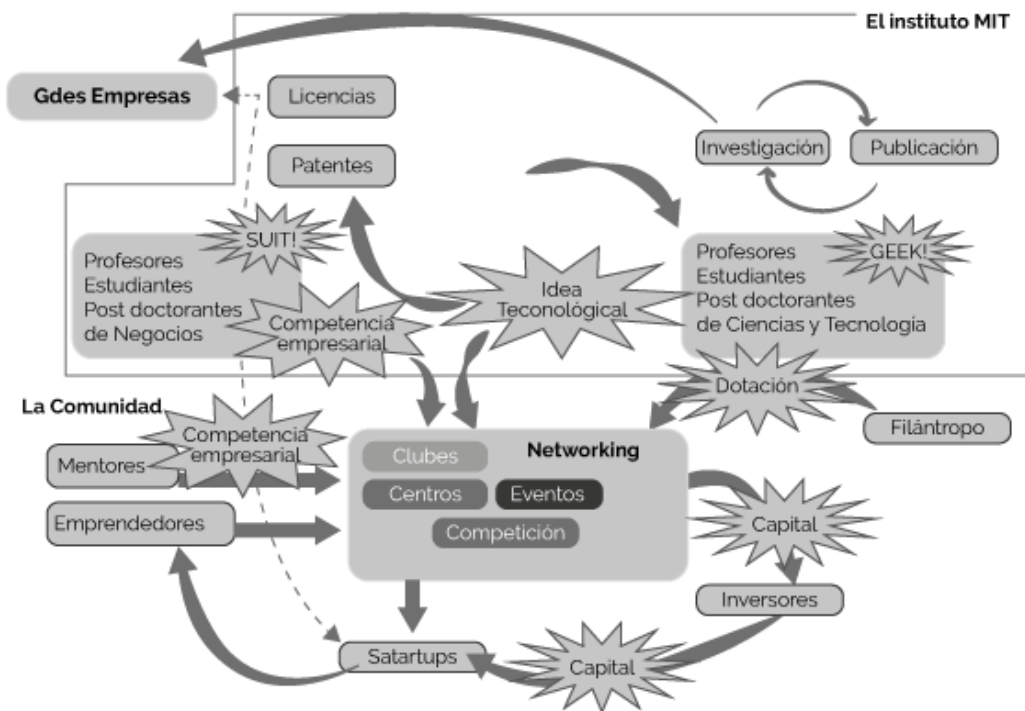 El instituto MIT
Gdes Empresas
Licencias
Investigación
Publicación
Patentes
SUIT!
Profesores
Estudiantes
Post doctorantes
de Negocios
Competencia
empresarial
Idea
Teconológical
GEEK!
Profesores
Estudiantes
Post doctorantes
de Ciencias y Tecnología
Dotación
Filántropo
La Comunidad
Competencia
empresarial
Mentores
Emprendedores
Networking
Clubes
Centros
Eventos
Competición
Capital
Inversores
Capital
Satartups